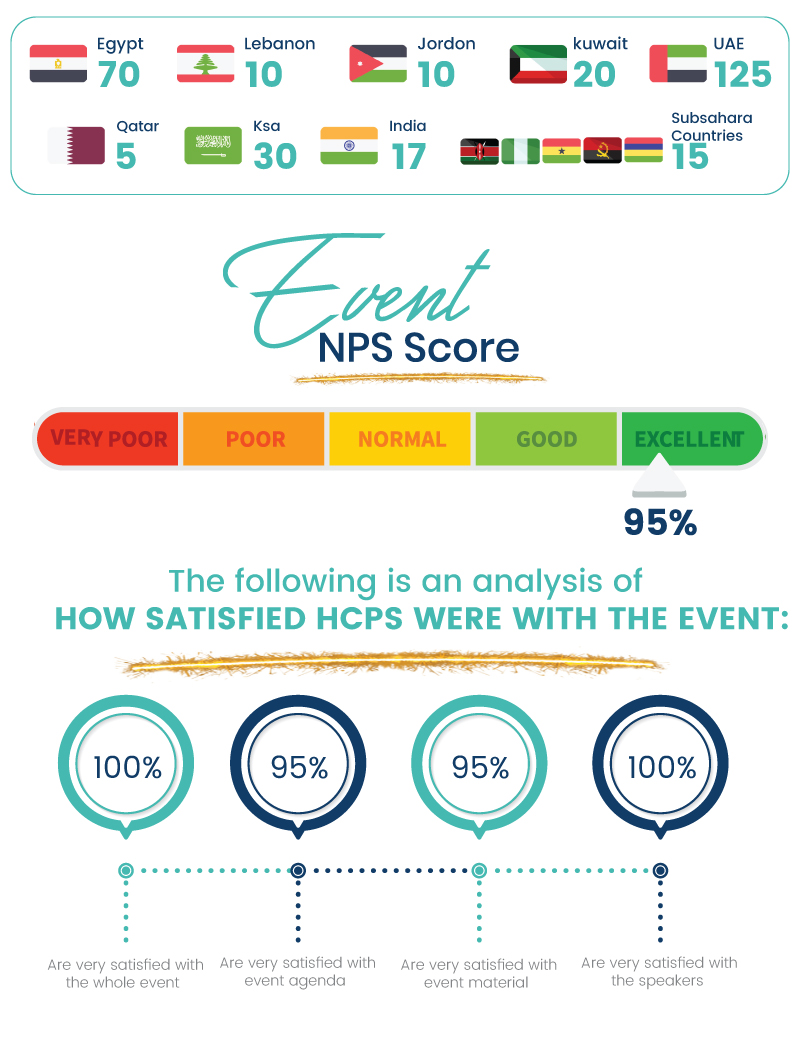 Egypt
70
Lebanon
10
Jordon
10
kuwait
20
UAE
125
Qatar
5
Ksa
30
India
17
Subsahara
Countries
15
Event
NPS Score
VERY POOR
POOR
NORMAL
GOOD
EXCELLENT
95%
The following is an analysis of
HOW SATISFIED HCPS WERE WITH THE EVENT:
100%
95%
95%
100%
Are very satisfied with
the whole event
Are very satisfied with
event agenda
Are very satisfied with
event material
Are very satisfied with
the speakers